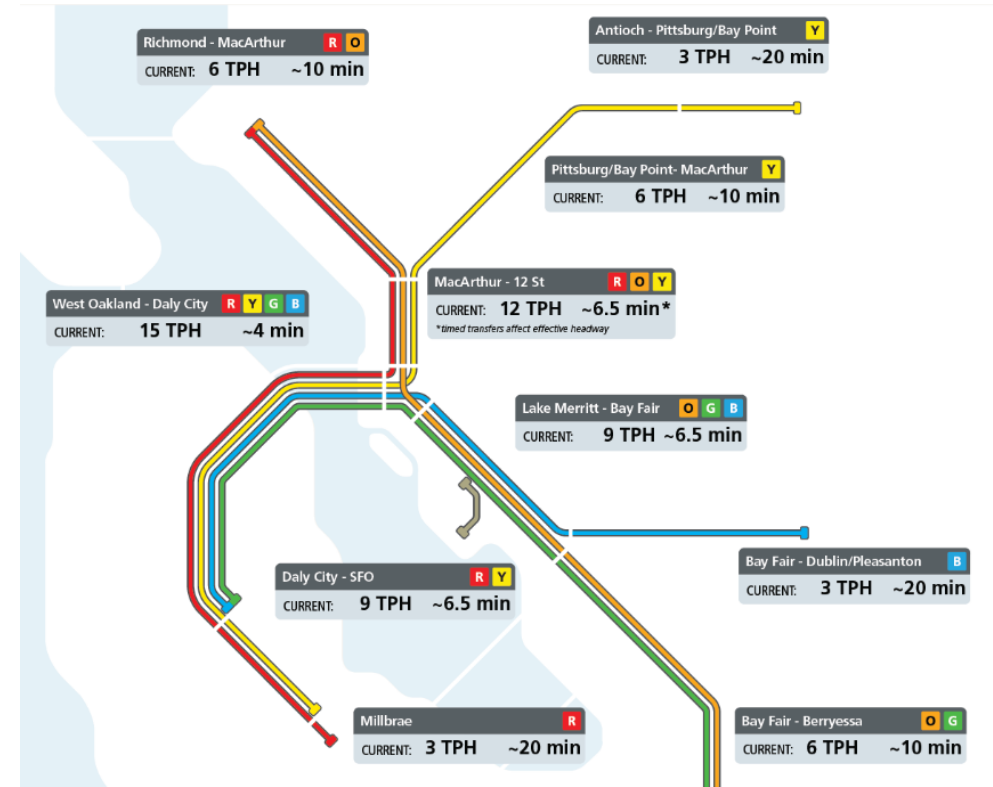 Richmond - MacArthur R O
CURRENT: 6 TPH ~10 min
Antioch - Pittsburg/Bay Point Y
CURRENT: 3 TPH ~20 min
Pittsburg/Bay Point- MacArthur Y
CURRENT: 6 TPH ~10 min
MacArthur - 12 St R O Y
CURRENT: 12 TPH ~6.5 min*
*timed transfers affect effective headway
West Oakland - Daly City R Y G B
CURRENT: 15 TPH ~4 min
Lake Merritt - Bay Fair O G B
CURRENT: 9 TPH ~6.5 min
Bay Fair - Dublin/Pleasanton B
CURRENT: 3 TPH ~20 min
Daly City - SFO R Y
CURRENT: 9 TPH ~6.5 min
Millbrae R
CURRENT: 3 TPH ~20 min
Bay Fair - Berryessa O G
CURRENT: 6 TPH ~10 min